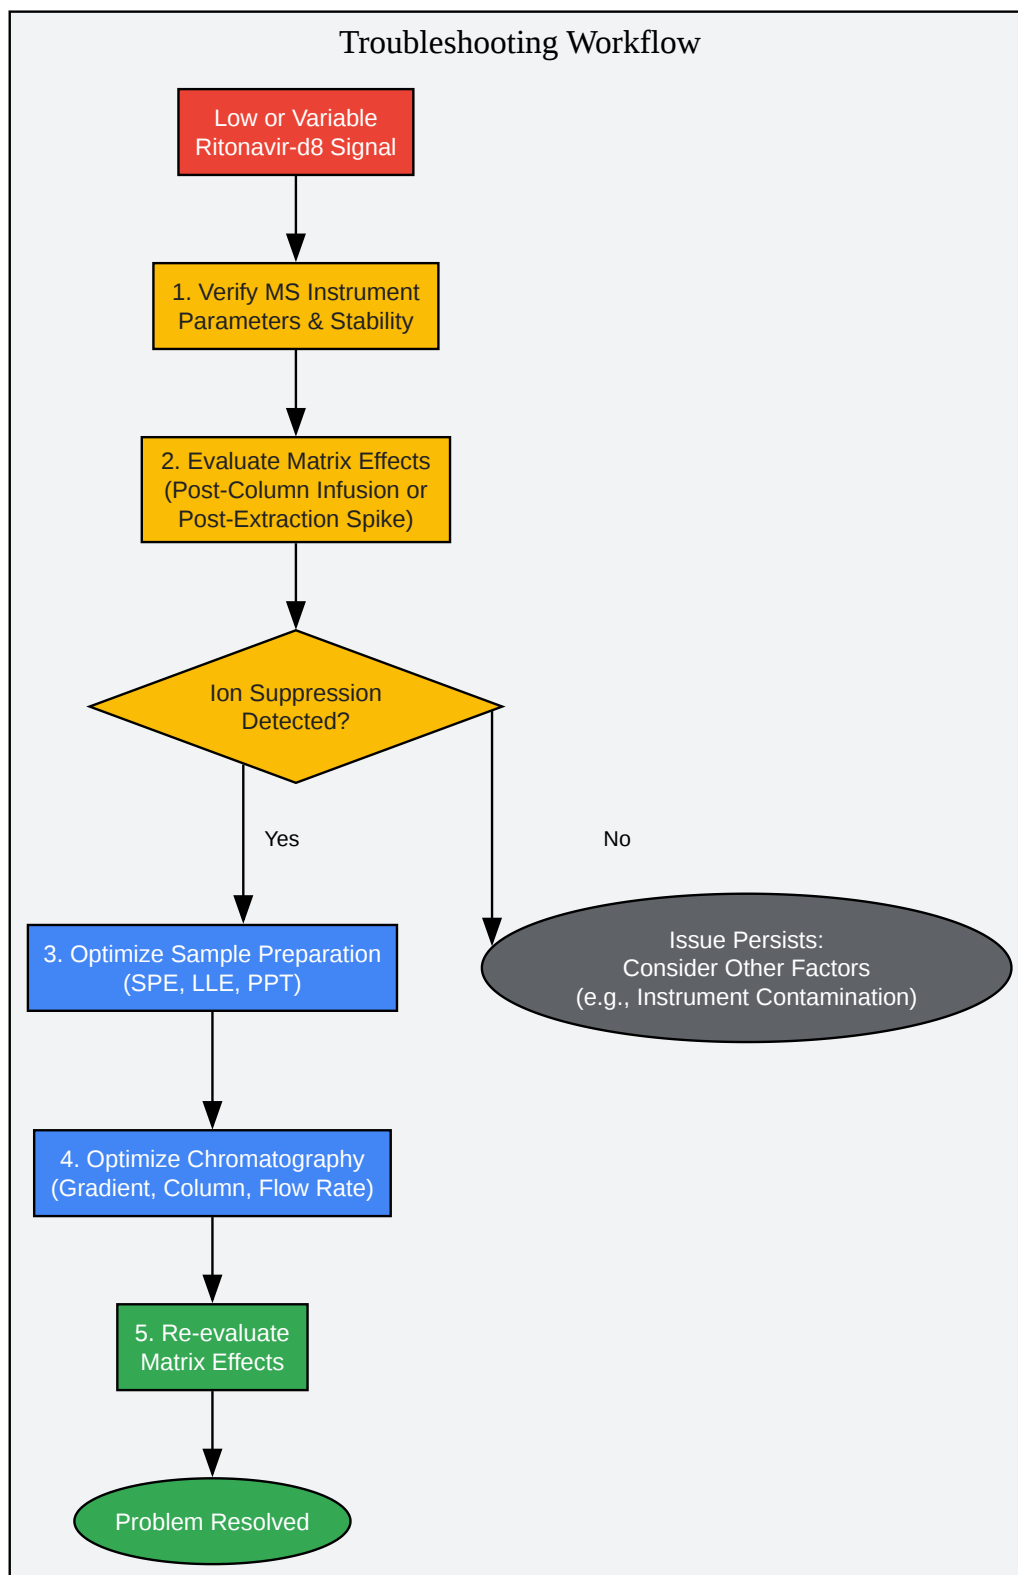 Troubleshooting Workflow
Low or Variable
Ritonavir-d8 Signal
1. Verify MS Instrument
Parameters & Stability
2. Evaluate Matrix Effects
(Post-Column Infusion or
Post-Extraction Spike)
Ion Suppression
Detected?
Yes
No
3. Optimize Sample Preparation
(SPE, LLE, PPT)
Issue Persists:
Consider Other Factors
(e.g., Instrument Contamination)
4. Optimize Chromatography
(Gradient, Column, Flow Rate)
5. Re-evaluate
Matrix Effects
Problem Resolved